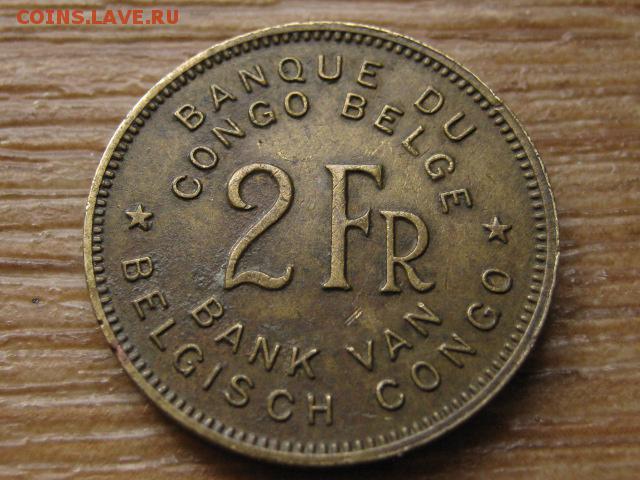 COINS.LAVE.RU
BANQUE DU
CONGO BELGE
2 FR
BANK VAN
BELGISCH CONGO